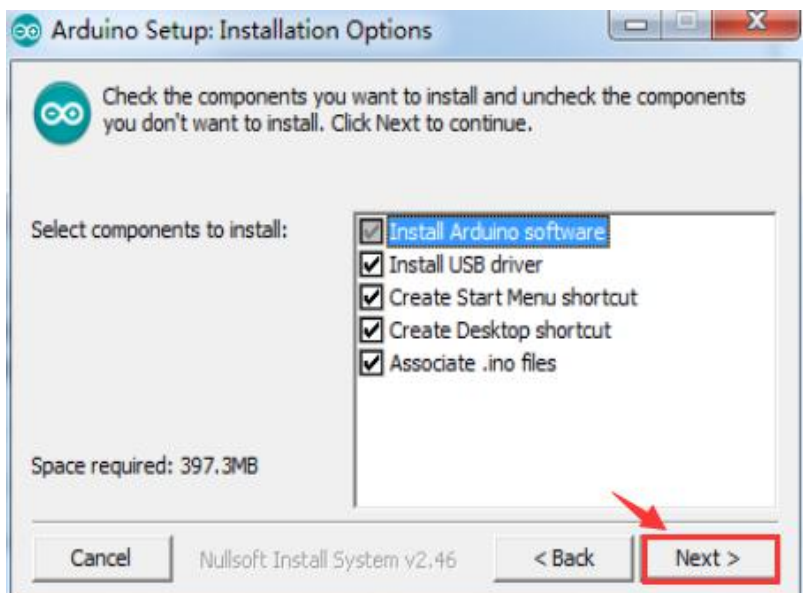 Arduino Setup: Installation Options
Check the components you want to install and uncheck the components
you don't want to install. Click Next to continue.
Select components to install:
Install Arduino software
Install USB driver
Create Start Menu shortcut
Create Desktop shortcut
Associate .ino files
Space required: 397.3MB
Cancel
Nullsoft Install System v2.46
< Back
Next >